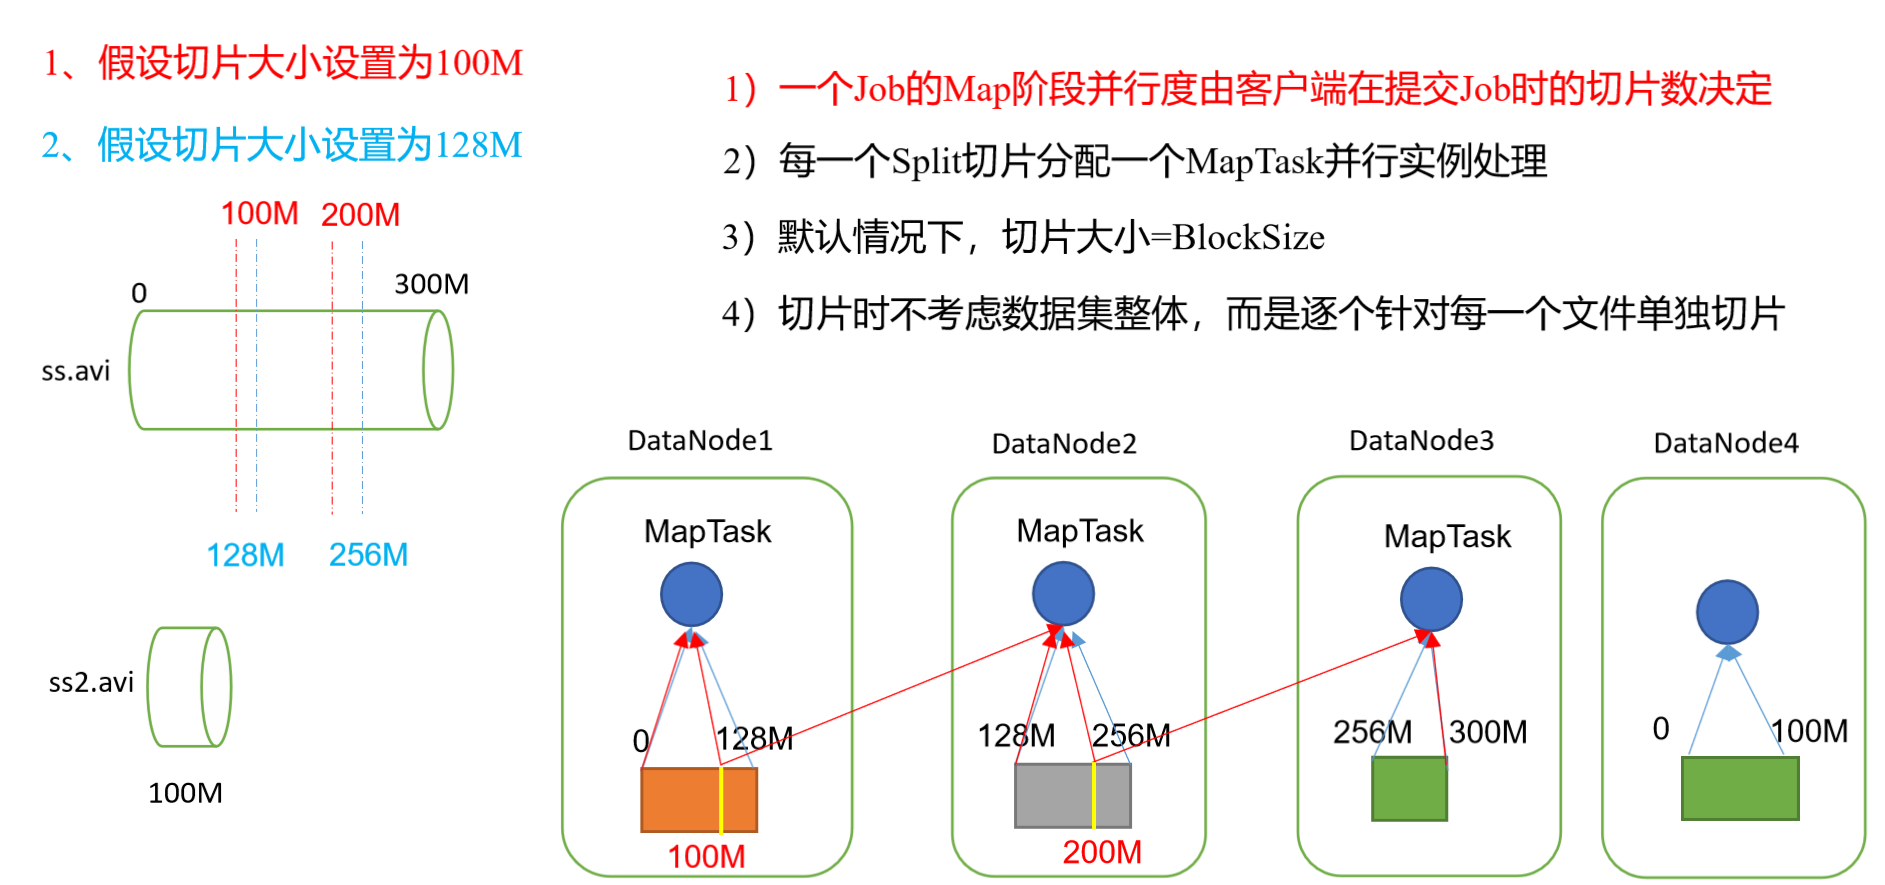 1、假设切片大小设置为100M
2、假设切片大小设置为128M
1）一个Job的Map阶段并行度由客户端在提交Job时的切片数决定
2）每一个Split切片分配一个MapTask并行实例处理
3）默认情况下，切片大小=BlockSize
4）切片时不考虑数据集整体，而是逐个针对每一个文件单独切片
100M 200M
0 300M
ss.avi
128M 256M
ss2.avi
100M
DataNode1
MapTask
0 128M
100M
DataNode2
MapTask
128M 256M
200M
DataNode3
MapTask
256M 300M
DataNode4
0 100M